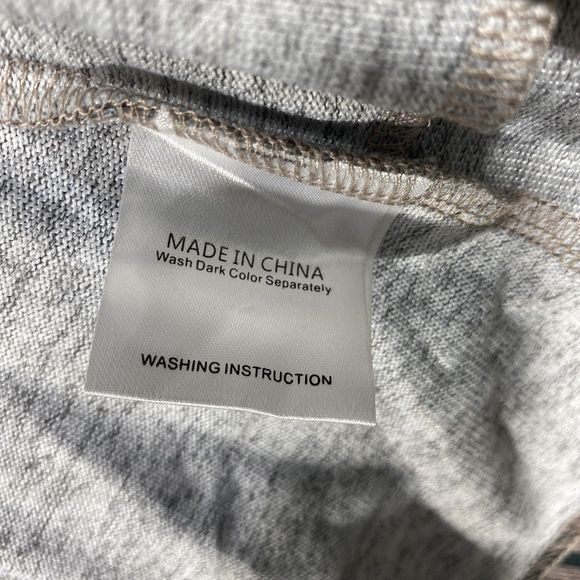 MADE IN CHINA
Wash Dark Color Separately
WASHING INSTRUCTION